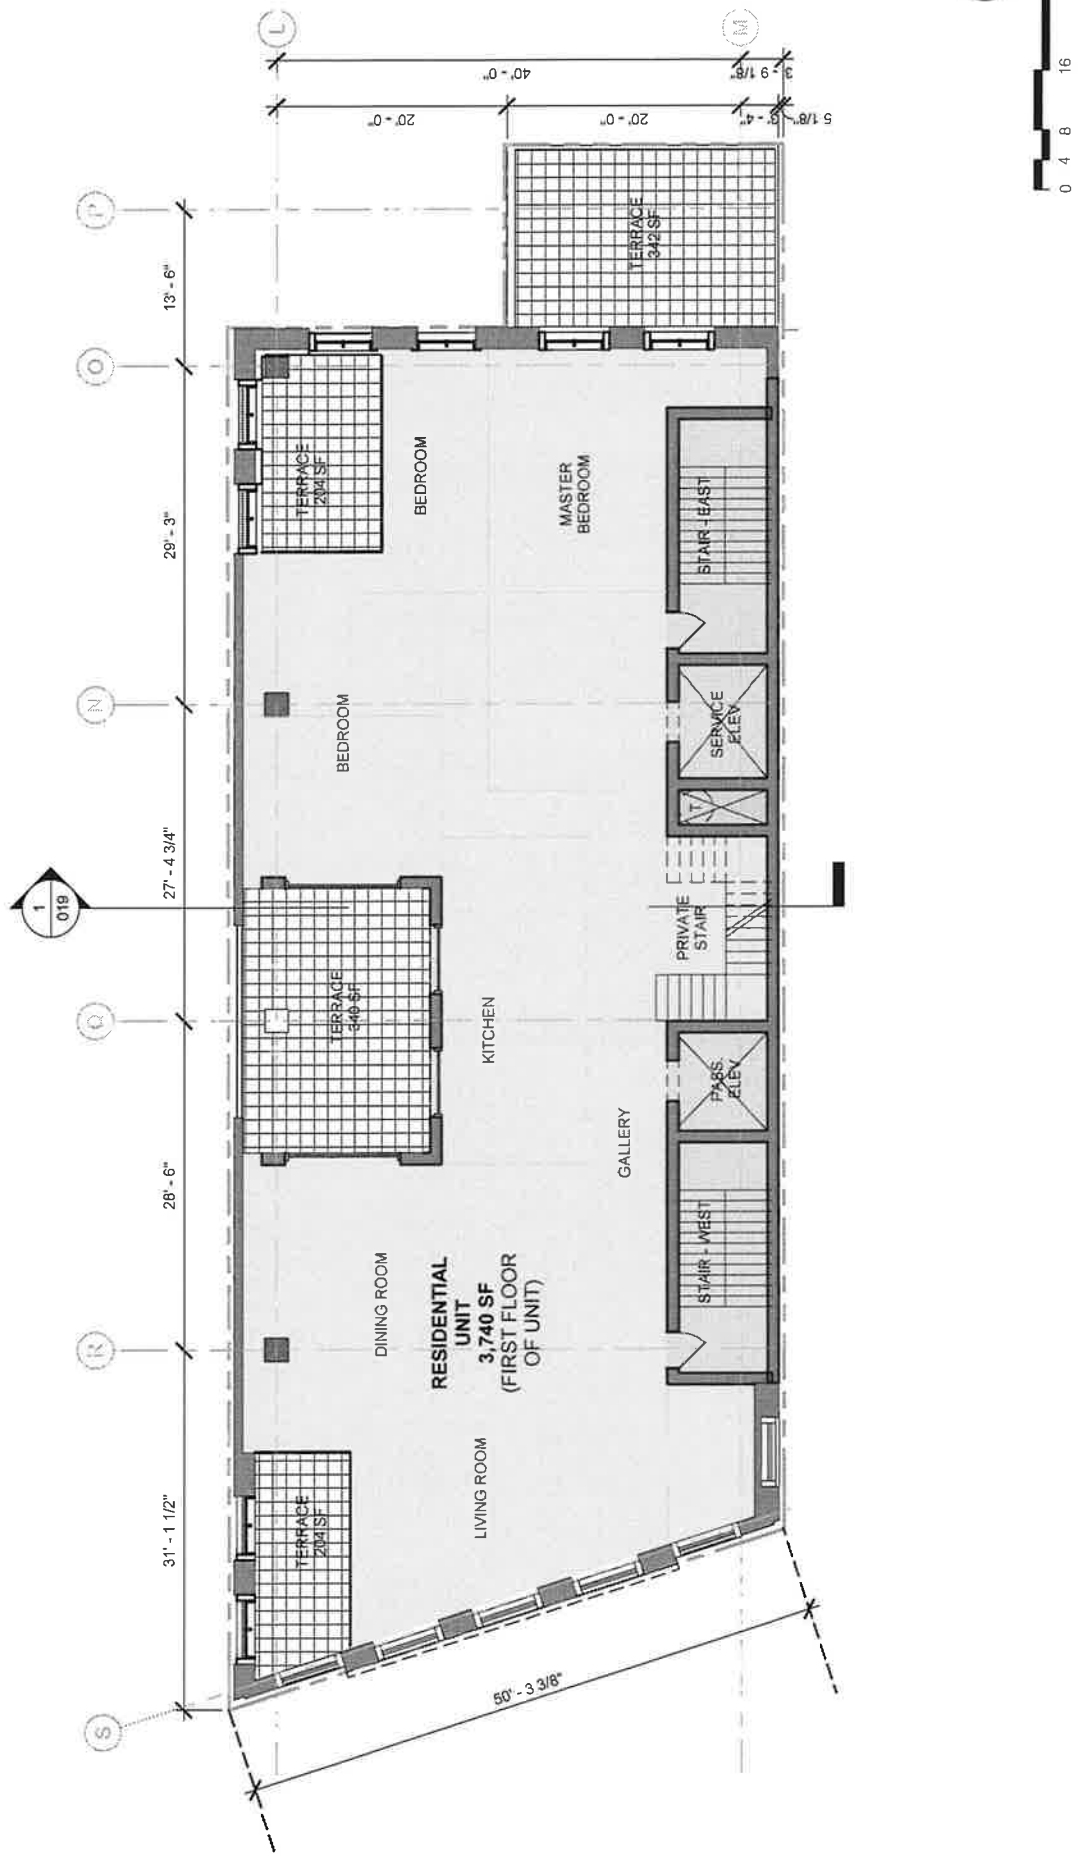 L
M
40' - 0"
3' - 9 1/8"
20' - 0"
20' - 0"
3' - 4"
5 1/8"
P
O
N
Q
R
S
13' - 6"
29' - 3"
27' - 4 3/4"
28' - 6"
31' - 1 1/2"
50' - 3 3/8"
1
019
TERRACE
342 SF
TERRACE
204 SF
BEDROOM
MASTER
BEDROOM
STAIR - EAST
BEDROOM
SERVICE
ELEV
T
PRIVATE
STAIR
TERRACE
340 SF
KITCHEN
PASS.
ELEV
GALLERY
STAIR - WEST
DINING ROOM
RESIDENTIAL
UNIT
3,740 SF
(FIRST FLOOR
OF UNIT)
LIVING ROOM
TERRACE
204 SF
0 4 8 16